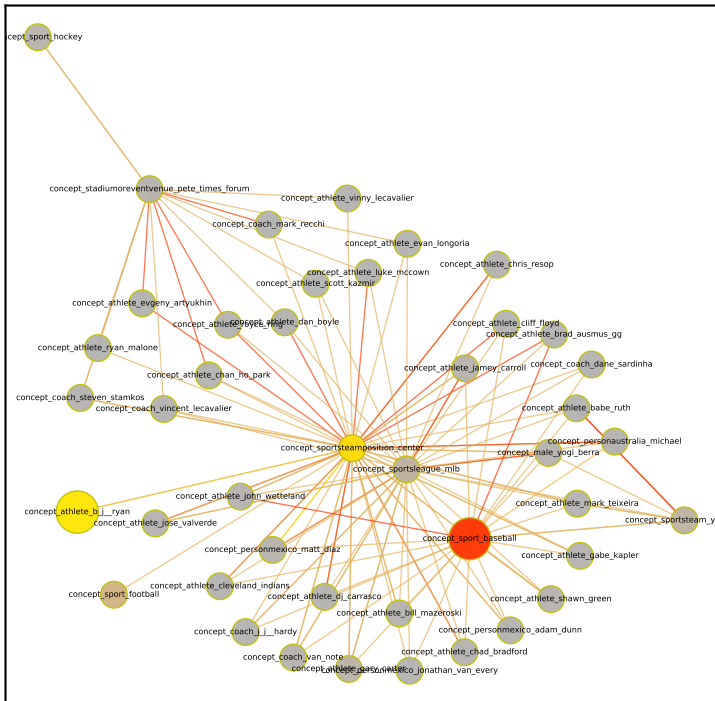 cept_sport_hockey
concept_stadiumoreventvenue_pete_times_forum
concept_athlete_vinny_lecavalier
concept_coach_mark_recchi
concept_athlete_evan_longoria
concept_athlete_chris_resop
concept_athlete_luke_mccown
concept_athlete_scott_kazmir
concept_athlete_evgeny_artyukhin
concept_athlete_royce_ring
concept_athlete_dan_boyle
concept_athlete_cliff_floyd
concept_athlete_brad_ausmus_gg
concept_athlete_ryan_malone
concept_athlete_chan_ho_park
concept_athlete_jamey_carroll
concept_coach_dane_sardinha
concept_coach_steven_stamkos
concept_coach_vincent_lecavalier
concept_athlete_babe_ruth
concept_personaustralia_michael
concept_sportsteamposition_center
concept_male_yogi_berra
concept_sportsleague_mlb
concept_athlete_john_wetteland
concept_athlete_mark_teixeira
concept_athlete_b_j__ryan
concept_athlete_jose_valverde
concept_sportsteam_y
concept_sport_baseball
concept_personmexico_matt_diaz
concept_athlete_gabe_kapler
concept_athlete_cleveland_indians
concept_sport_football
concept_athlete_dj_carrasco
concept_athlete_shawn_green
concept_athlete_bill_mazeroski
concept_coach_j_j__hardy
concept_personmexico_adam_dunn
concept_athlete_chad_bradford
concept_coach_van_note
concept_athlete_gary_carter
concept_personmexico_jonathan_van_every